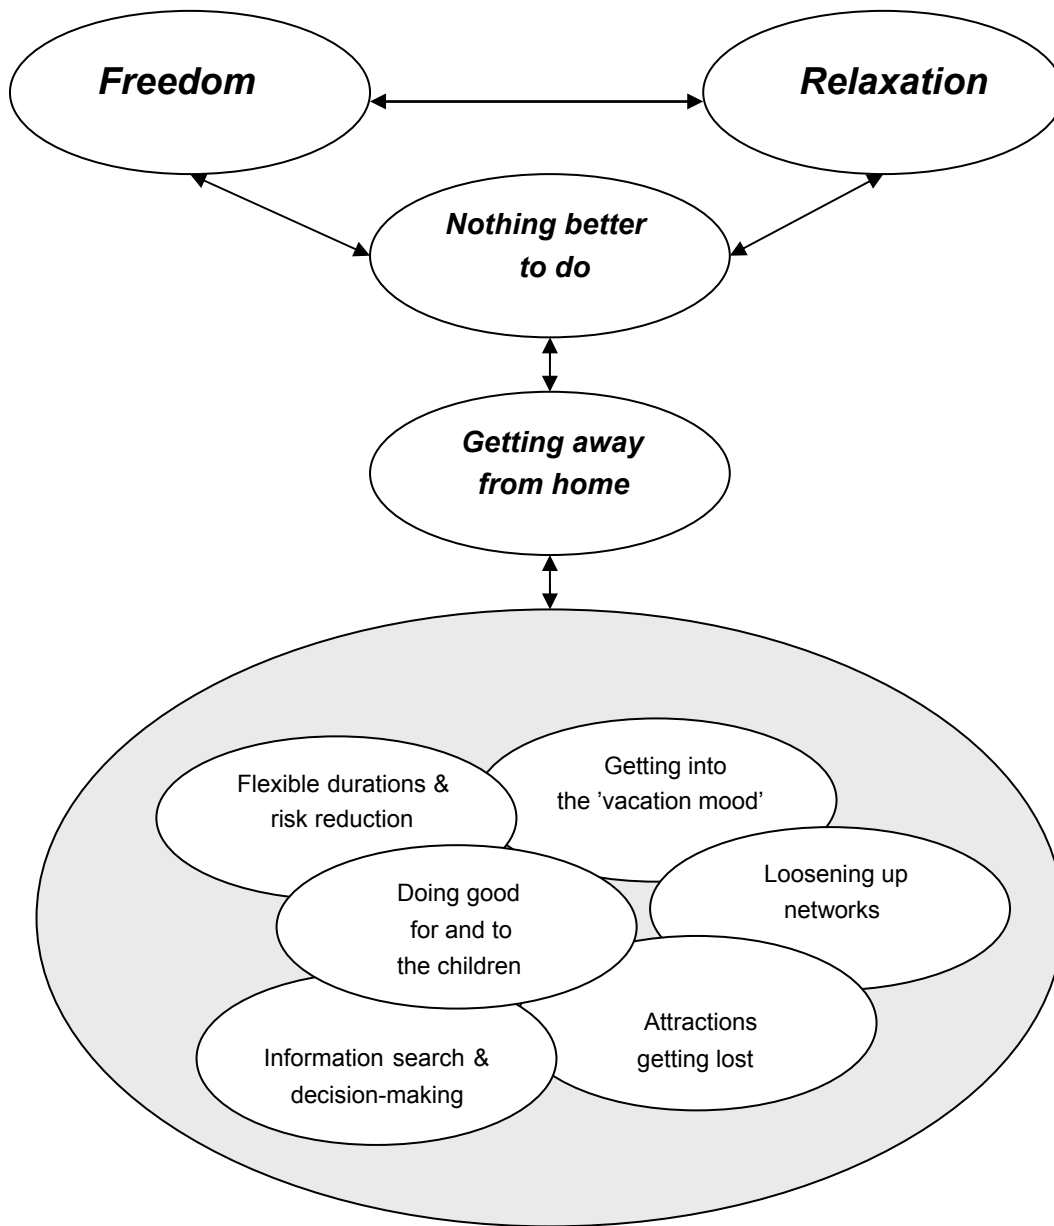 Freedom
Relaxation
Nothing better
to do
Getting away
from home
Flexible durations &
risk reduction
Getting into
the ’vacation mood’
Loosening up
networks
Doing good
for and to
the children
Attractions
getting lost
Information search &
decision-making